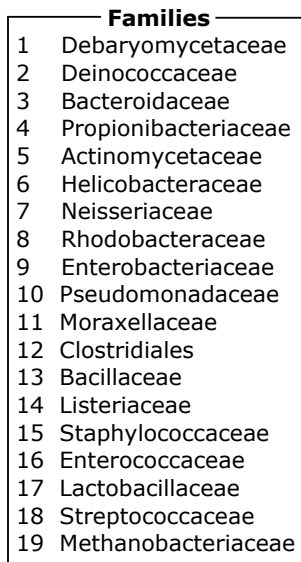 Families
1 Debaryomycetaceae
2 Deinococcaceae
3 Bacteroidaceae
4 Propionibacteriaceae
5 Actinomycetaceae
6 Helicobacteraceae
7 Neisseriaceae
8 Rhodobacteraceae
9 Enterobacteriaceae
10 Pseudomonadaceae
11 Moraxellaceae
12 Clostridiales
13 Bacillaceae
14 Listeriaceae
15 Staphylococcaceae
16 Enterococcaceae
17 Lactobacillaceae
18 Streptococcaceae
19 Methanobacteriaceae